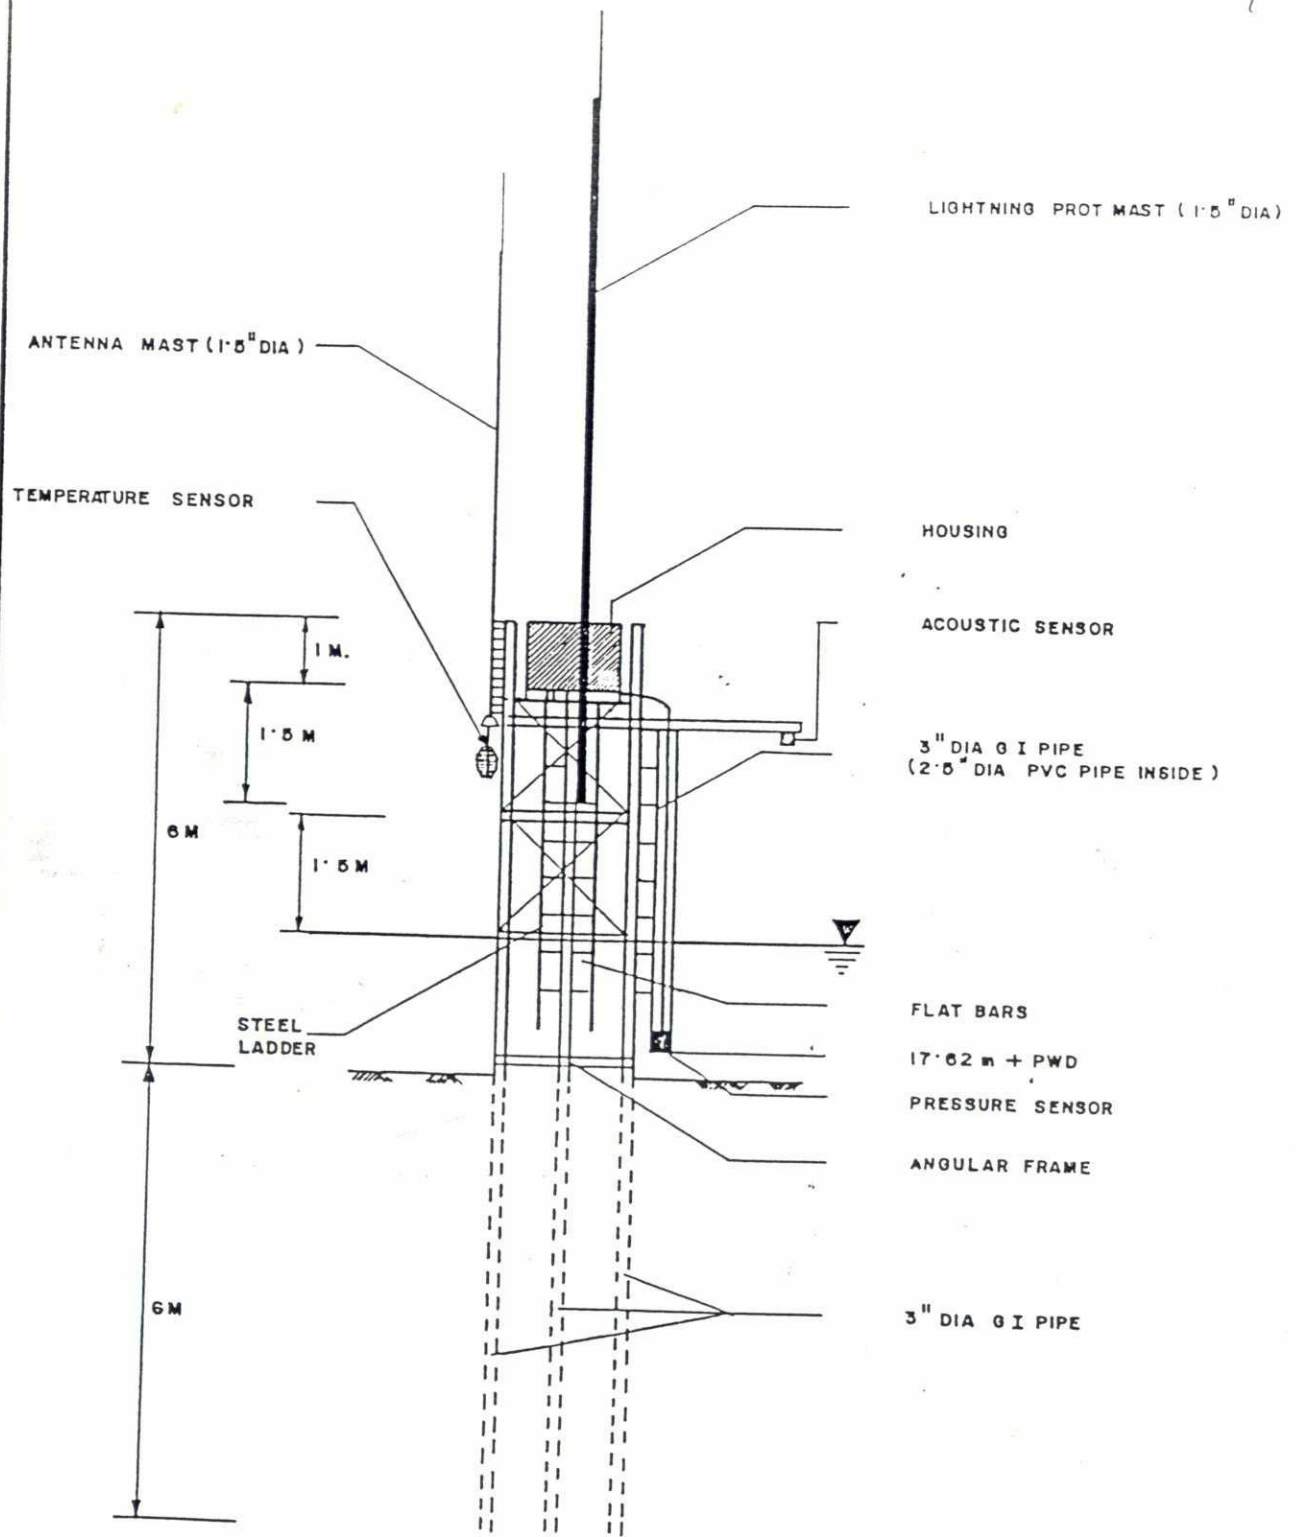 LIGHTNING PROT MAST (1·5" DIA)
ANTENNA MAST (1·5" DIA)
TEMPERATURE SENSOR
HOUSING
ACOUSTIC SENSOR
1 M.
1·5 M
3" DIA G I PIPE
(2·5" DIA PVC PIPE INSIDE)
6 M
1·5 M
FLAT BARS
STEEL
LADDER
17·62 m + PWD
PRESSURE SENSOR
ANGULAR FRAME
6 M
3" DIA G I PIPE